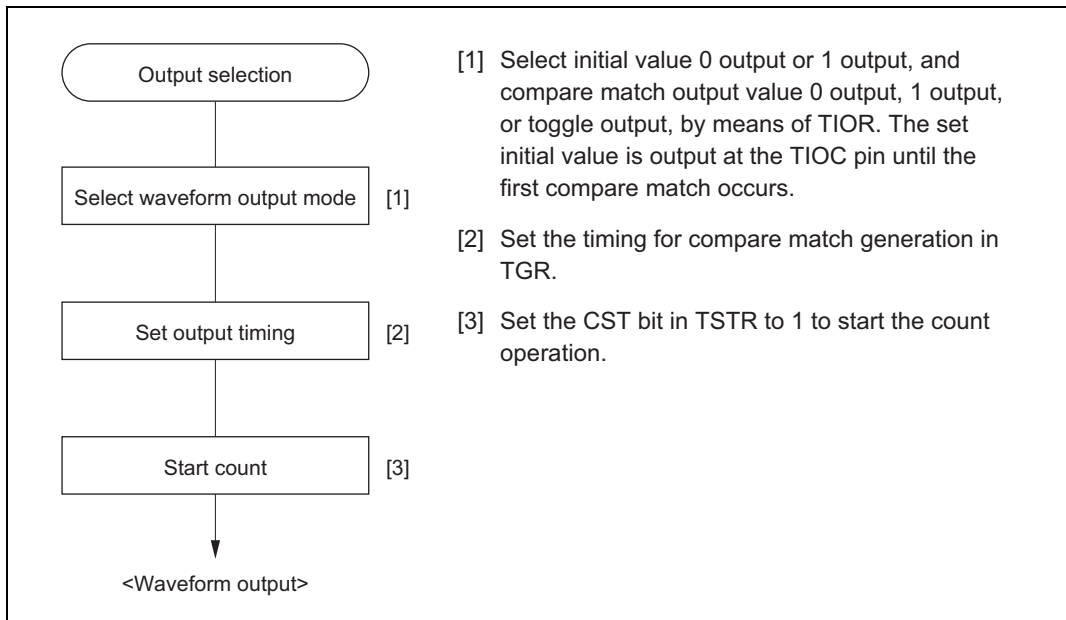 Output selection
Select waveform output mode [1]
Set output timing [2]
Start count [3]
<Waveform output>
[1] Select initial value 0 output or 1 output, and
compare match output value 0 output, 1 output,
or toggle output, by means of TIOR. The set
initial value is output at the TIOC pin until the
first compare match occurs.
[2] Set the timing for compare match generation in
TGR.
[3] Set the CST bit in TSTR to 1 to start the count
operation.